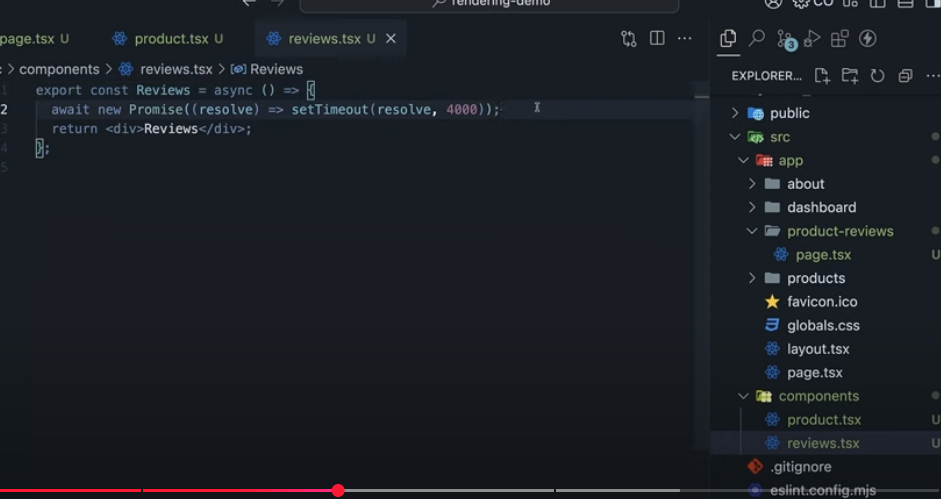 rendering-demo
page.tsx U
product.tsx U
reviews.tsx U
> components > reviews.tsx > Reviews
export const Reviews = async () => {
2 await new Promise((resolve) => setTimeout(resolve, 4000));
3 return <div>Reviews</div>;
4 };
5
3
EXPLORER...
public
src
app
about
dashboard
product-reviews
page.tsx U
products
favicon.ico
globals.css
layout.tsx
page.tsx
components
product.tsx U
reviews.tsx U
.gitignore
eslint.config.mjs